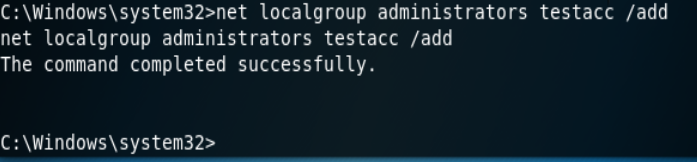 C:\Windows\system32>net localgroup administrators testacc /add
net localgroup administrators testacc /add
The command completed successfully.
C:\Windows\system32>